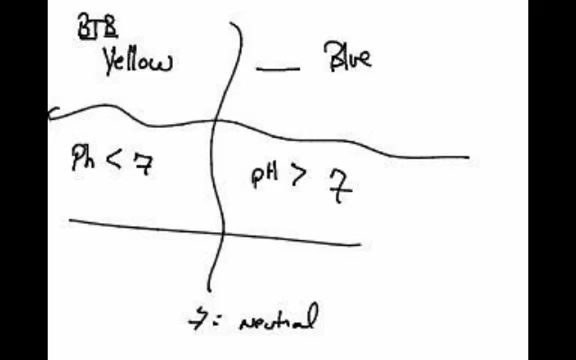 BTB
Yellow — Blue
Ph < 7 pH > 7
7: neutral